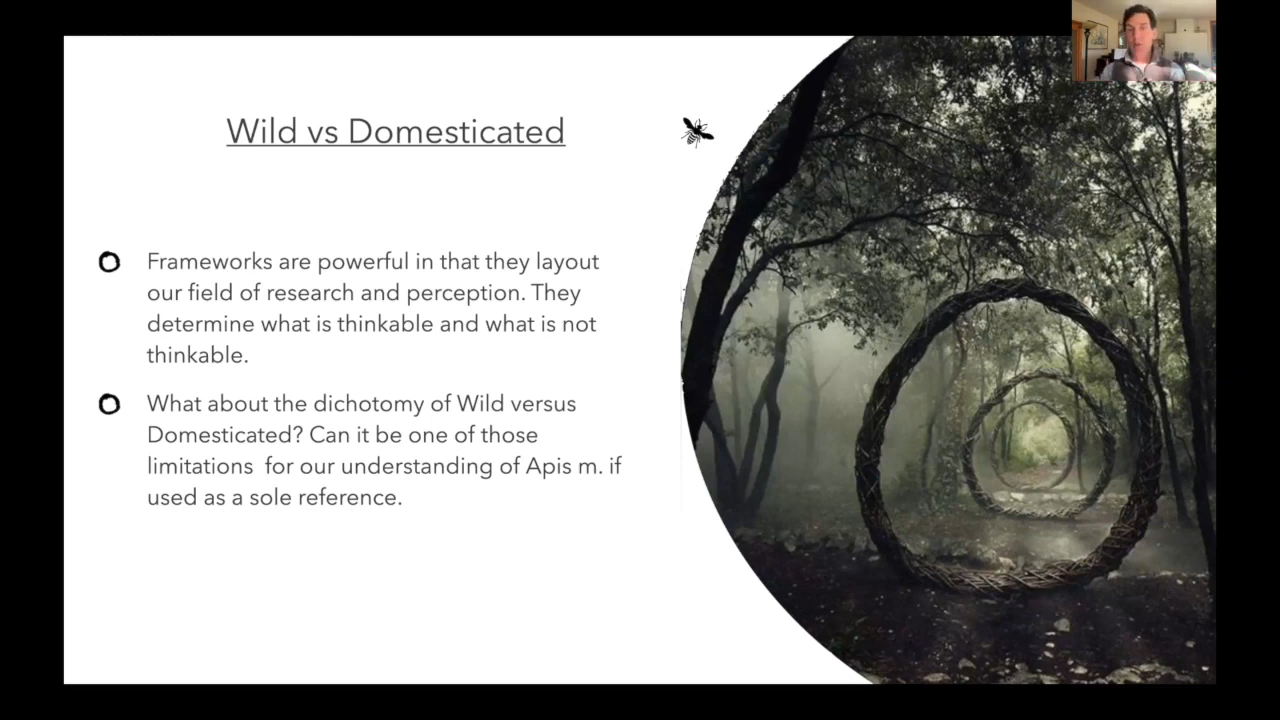 Wild vs Domesticated
Frameworks are powerful in that they layout
our field of research and perception. They
determine what is thinkable and what is not
thinkable.
What about the dichotomy of Wild versus
Domesticated? Can it be one of those
limitations  for our understanding of Apis m. if
used as a sole reference.